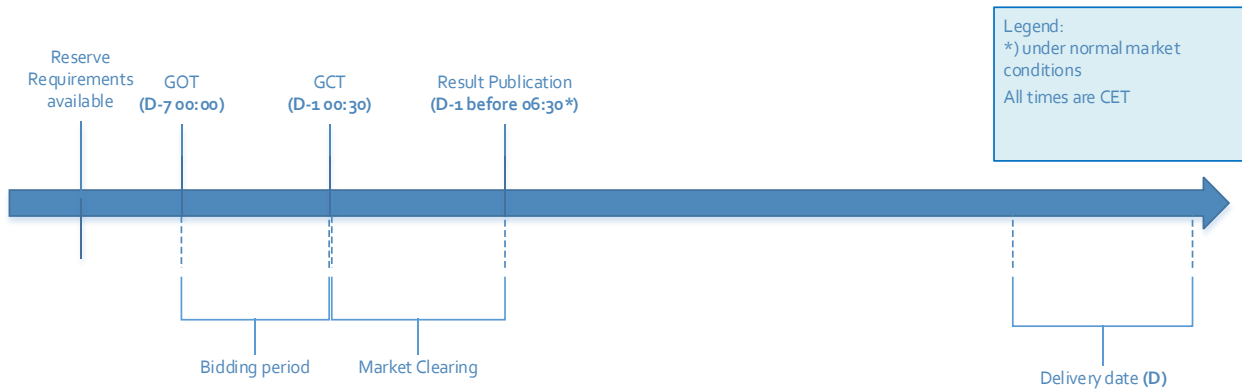 Legend:
*) under normal market
conditions
All times are CET
Reserve
Requirements
available
GOT
(D-7 00:00)
GCT
(D-1 00:30)
Result Publication
(D-1 before 06:30*)
Bidding period
Market Clearing
Delivery date (D)